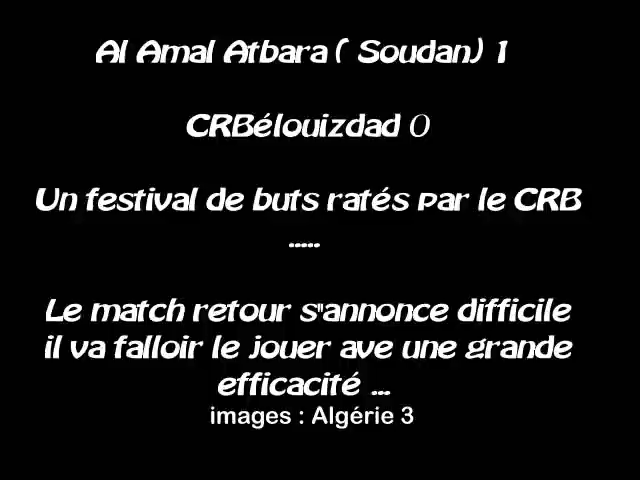 Al Amal Atbara ( Soudan) 1
CRBélouizdad 0
Un festival de buts ratés par le CRB
.....
Le match retour s"annonce difficile
il va falloir le jouer ave une grande
efficacité ...
images : Algérie 3